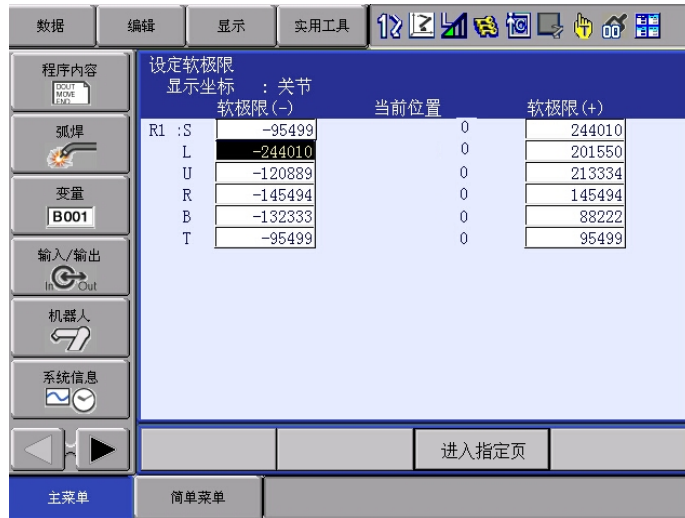 数据 编辑 显示 实用工具
程序内容
DOUT
MOVE
END
弧焊
变量
B001
输入/输出
In Out
机器人
系统信息
设定软极限
显示坐标 : 关节
软极限(-) 当前位置 软极限(+)
R1 :S -95499 0 244010
L -244010 0 201550
U -120889 0 213334
R -145494 0 145494
B -132333 0 88222
T -95499 0 95499
进入指定页
主菜单 简单菜单